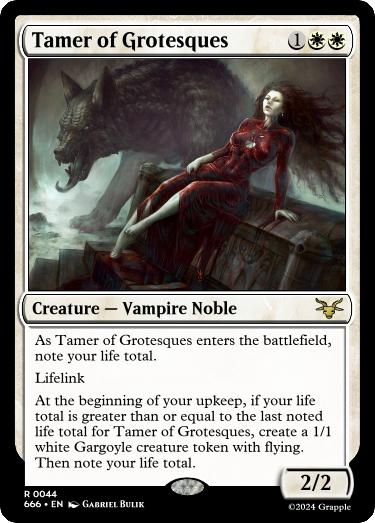 Tamer of Grotesques 1
Creature — Vampire Noble
As Tamer of Grotesques enters the battlefield,
note your life total.
Lifelink
At the beginning of your upkeep, if your life
total is greater than or equal to the last noted
life total for Tamer of Grotesques, create a 1/1
white Gargoyle creature token with flying.
Then note your life total.
2/2
R 0044
666 • EN Gabriel Bulik
©2024 Grapple